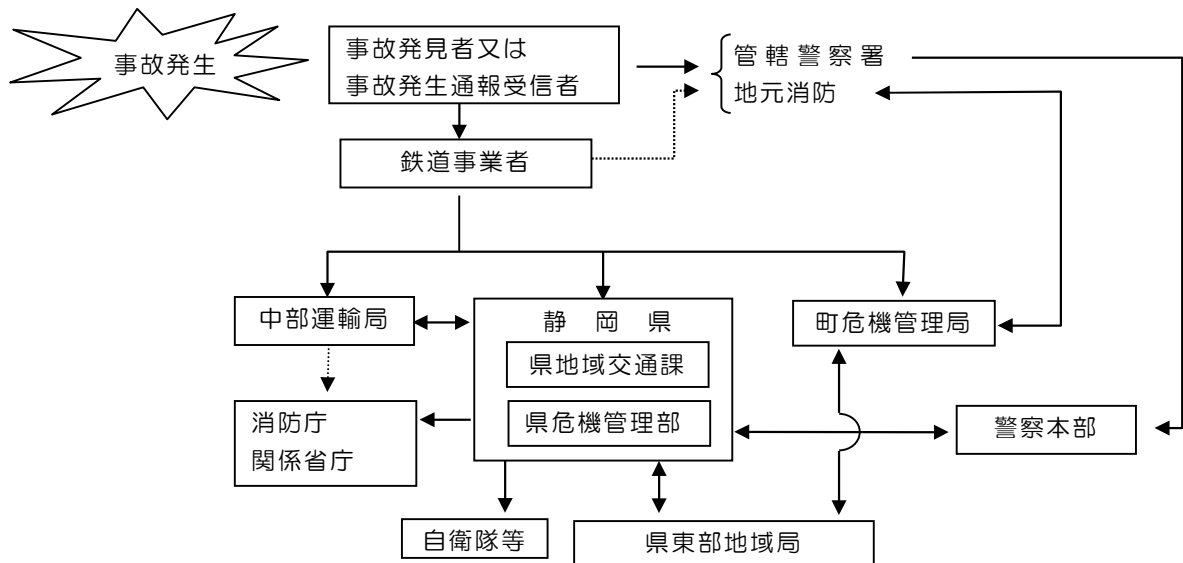 事故発生
事故発見者又は
事故発生通報受信者
管轄警察署
地元消防
鉄道事業者
中部運輸局
静岡県
県地域交通課
県危機管理部
町危機管理局
消防庁
関係省庁
警察本部
自衛隊等
県東部地域局